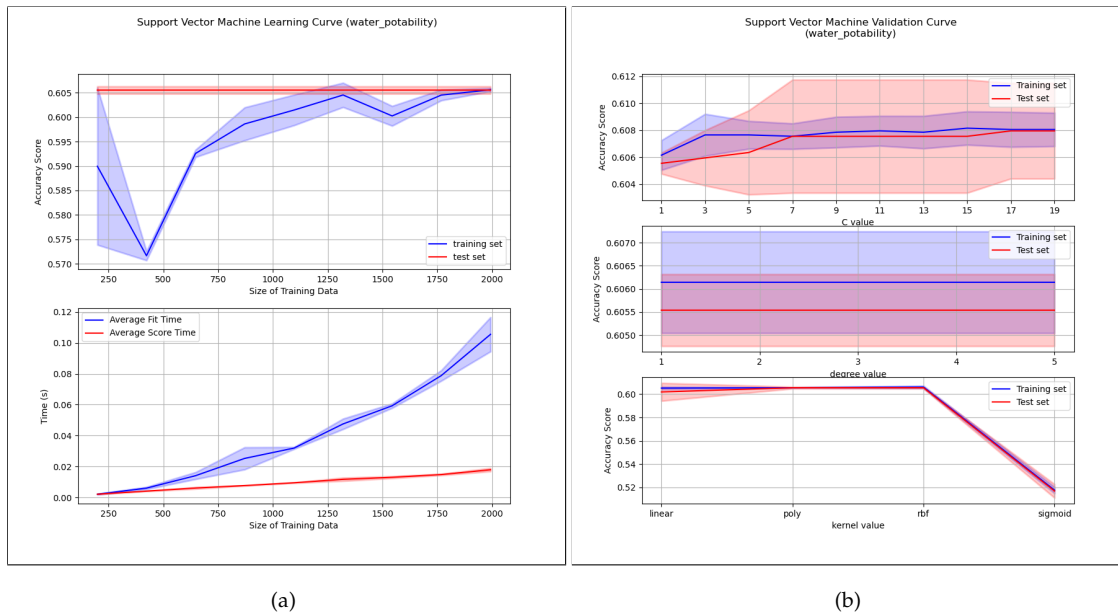 Support Vector Machine Learning Curve (water_potability)
0.605
0.600
0.595
0.590
0.585
0.580
0.575
0.570
Accuracy Score
training set
test set
250 500 750 1000 1250 1500 1750 2000
Size of Training Data
0.12
0.10
0.08
0.06
0.04
0.02
0.00
Time (s)
Average Fit Time
Average Score Time
250 500 750 1000 1250 1500 1750 2000
Size of Training Data
(a)
Support Vector Machine Validation Curve
(water_potability)
0.612
0.610
0.608
0.606
0.604
Accuracy Score
Training set
Test set
1 3 5 7 9 11 13 15 17 19
C value
0.6070
0.6065
0.6060
0.6055
0.6050
Accuracy Score
Training set
Test set
1 2 3 4 5
degree value
0.60
0.58
0.56
0.54
0.52
Accuracy Score
Training set
Test set
linear poly rbf sigmoid
kernel value
(b)